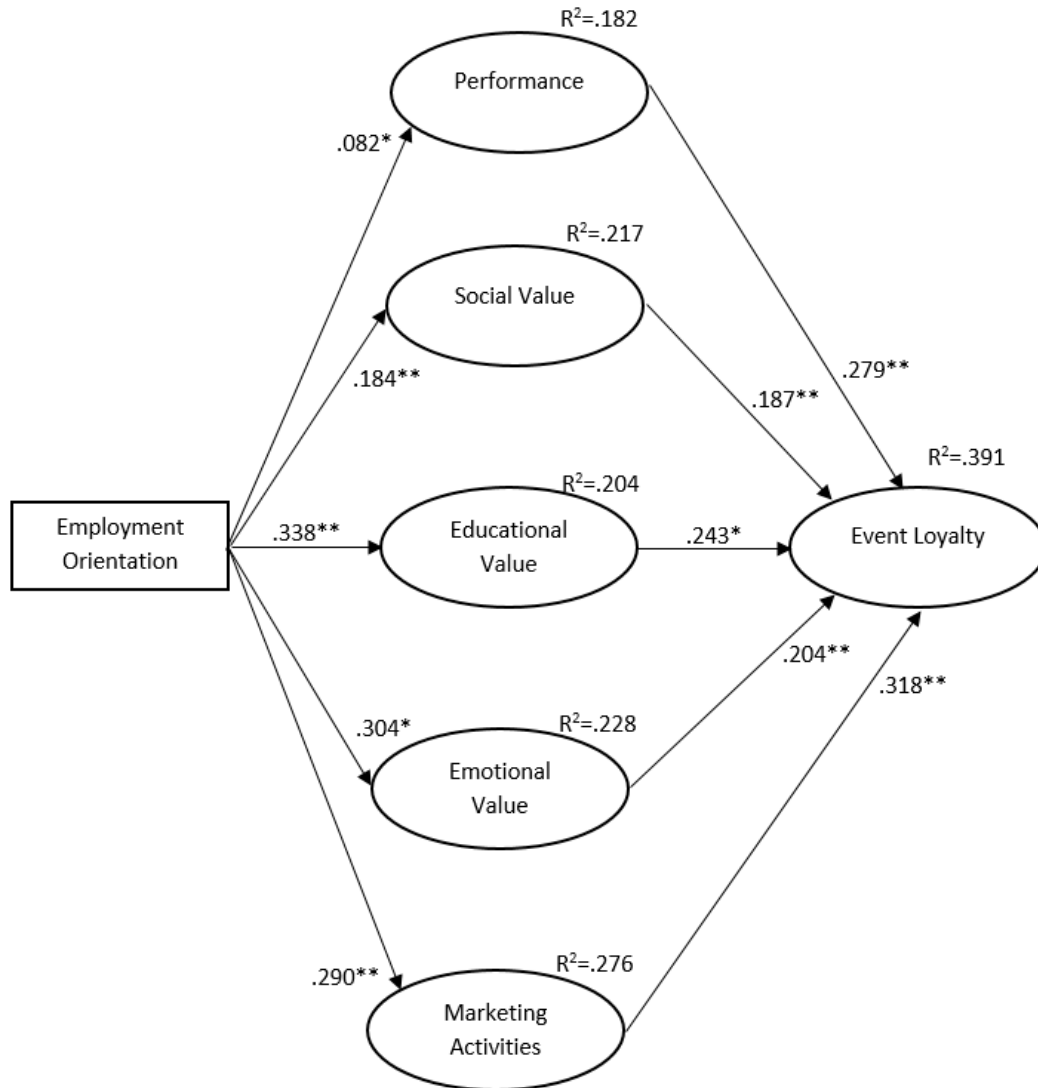 R²=.182
Performance
.082*
R²=.217
Social Value
.184**
.187**
.279**
R²=.391
R²=.204
Employment
Orientation
.338**
Educational
Value
.243*
Event Loyalty
.204**
.318**
.304*
R²=.228
Emotional
Value
.290**
R²=.276
Marketing
Activities